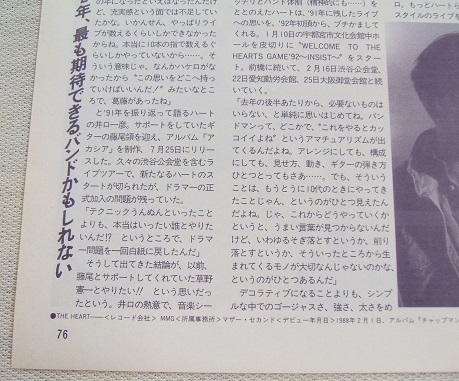 年、最も期待できるバンドかもしれない
ど、充実感という面では不足してい
たかな。いかんせん、やっぱりライ
ブが数えるくらいしかできなかった
からね。本当に10本の指で数えるぐ
らいしかやっていないから……。そ
ういう意味じゃ、なんかハケ口がな
かったから〝この思いをどこへ持っ
ていけばいいんだ！〟みたいなとこ
ろで、葛藤があったね」
と'91年を振り返って語るハート
の井口一彦。サポートをしていたギ
ターの藤尾領を迎え、アルバム『ア
カシア』を制作、7月25日にリリー
スした。久々の渋谷公会堂を含むラ
イブツアーで、新たなるハートのス
タートが切られたが、ドラマーの正
式加入の問題が残っていた。
「テクニックうんぬんといったこと
よりも、本当はいったい誰とやりた
いんだ!? というところで、ドラマ
ー問題を一回白紙に戻したんだ」
そうして出てきた結論が、以前、
藤尾とサポートしてくれていた草野
憲一とやりたい!! という思いだっ
たという。井口の熱意で、音楽シー
ととのえたハートは、'91年に残したライブ
への思いを、'92年初頭から、ブチかまして
くれる。1月10日の宇都宮市文化会館中ホ
ールを皮切りに"WELCOME TO THE
HEARTS GAME'92〜INSIST〜" をスタ
ート。前橋に続いて、2月16日渋谷公会堂、
22日愛知勤労会館、25日大阪御堂会館と続
いていく。
「去年の後半あたりから、必要ないものは
いらない、と単純に思いはじめてね。バン
ドマンって、どこかで、〝これをやるとカッ
コイイよね〟というアマチュアリズムが出
てくるんだよね。アレンジにしても、構成
にしても、見せ方、動き、ギターの弾き方
ひとつとってもさあ……。でも、そういう
ことは、もうとうに10代のときにやってき
たことじゃん、というのがひとつ見えたん
だよね。じゃ、これからどうやっていくか
というと、うまい言葉が見つからないんだ
けど、いわゆるそぎ落とすというか、削り
落とすというか、そういったところから生
まれてくるモノが大切なんじゃないのかな、
というのがひとつあるんだ」
デコラティブになることよりも、シンプ
ルな中でのゴージャスさ、強さ、太さをめ
ロ。もっとハートら
スタイルのライブを
●THE HEART——<レコード会社> MMG <所属事務所>マザー・セカンド<デビュー年月日>1988年2月1日、アルバム『チャップマン
76